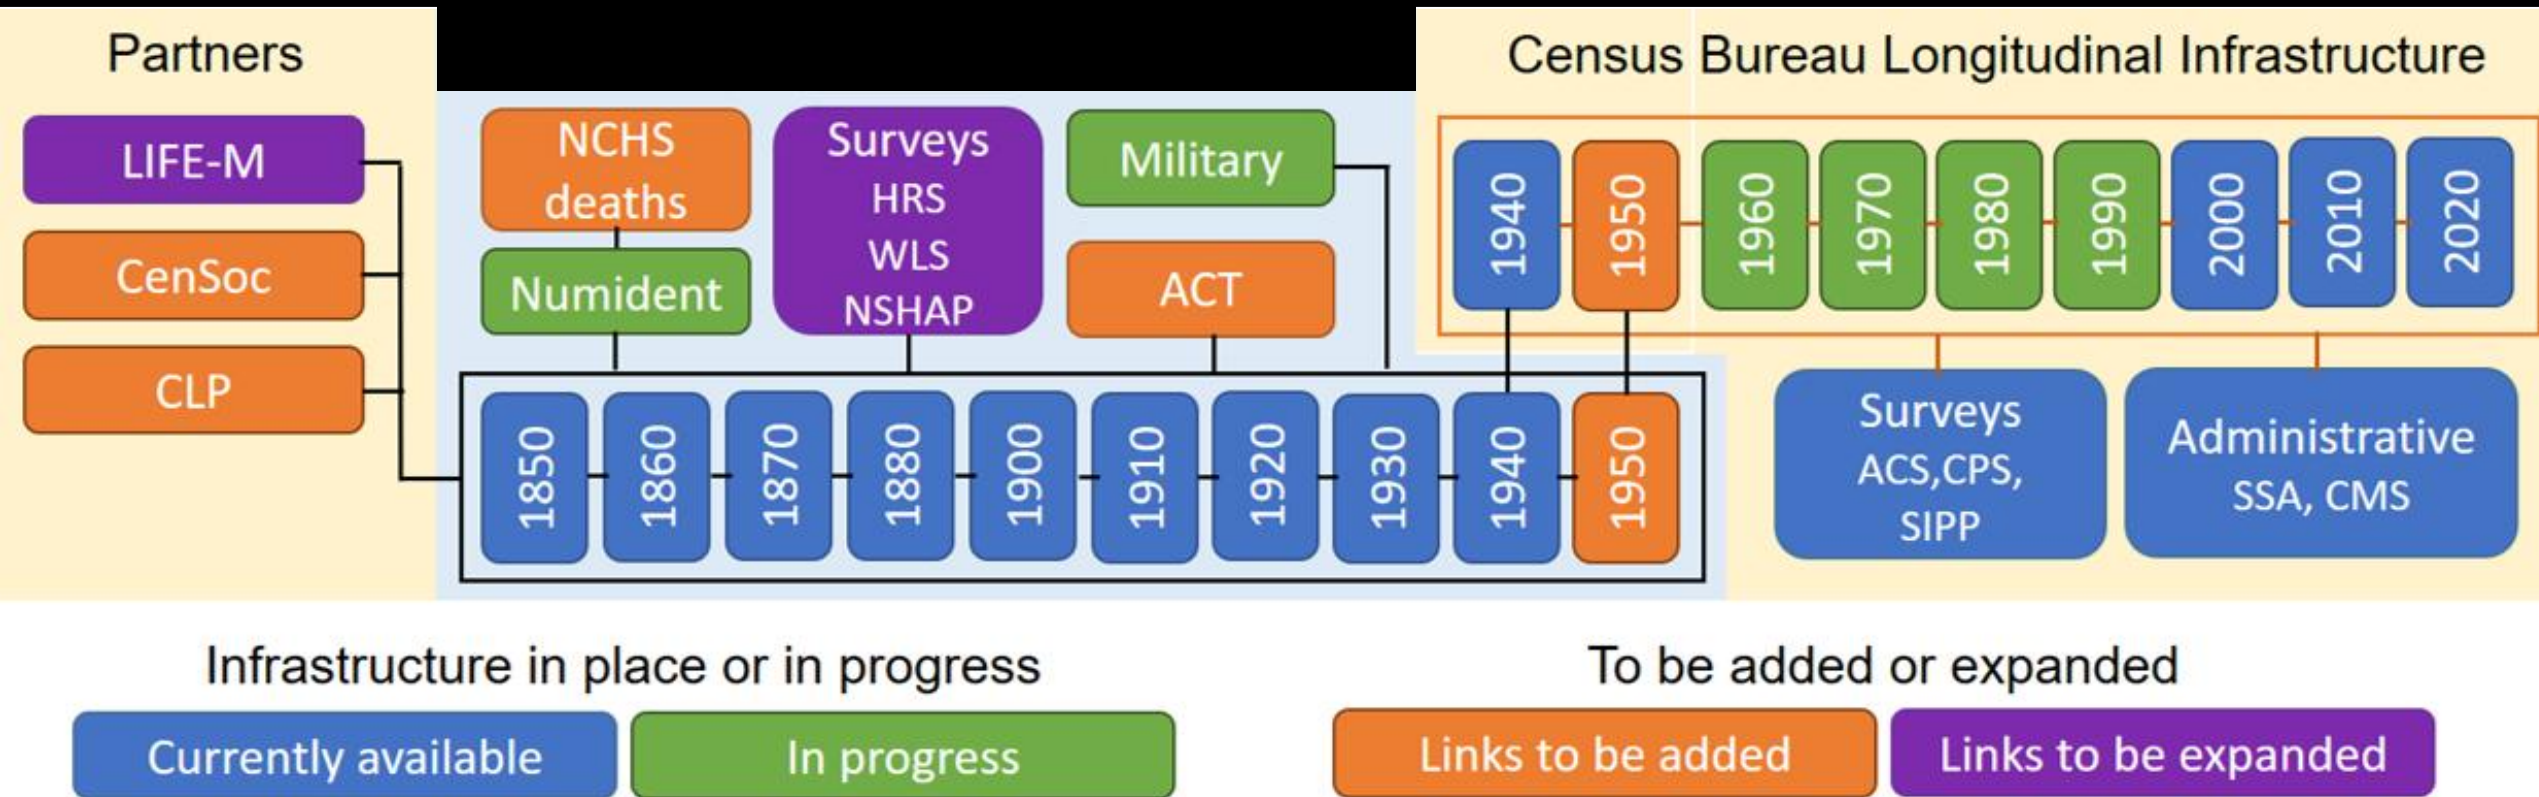 Partners
LIFE-M
CenSoc
CLP
NCHS
deaths
Numident
Surveys
HRS
WLS
NSHAP
Military
ACT
1850
1860
1870
1880
1900
1910
1920
1930
1940
1950
Census Bureau Longitudinal Infrastructure
1940
1950
1960
1970
1980
1990
2000
2010
2020
Surveys
ACS,CPS,
SIPP
Administrative
SSA, CMS
Infrastructure in place or in progress
Currently available
In progress
To be added or expanded
Links to be added
Links to be expanded